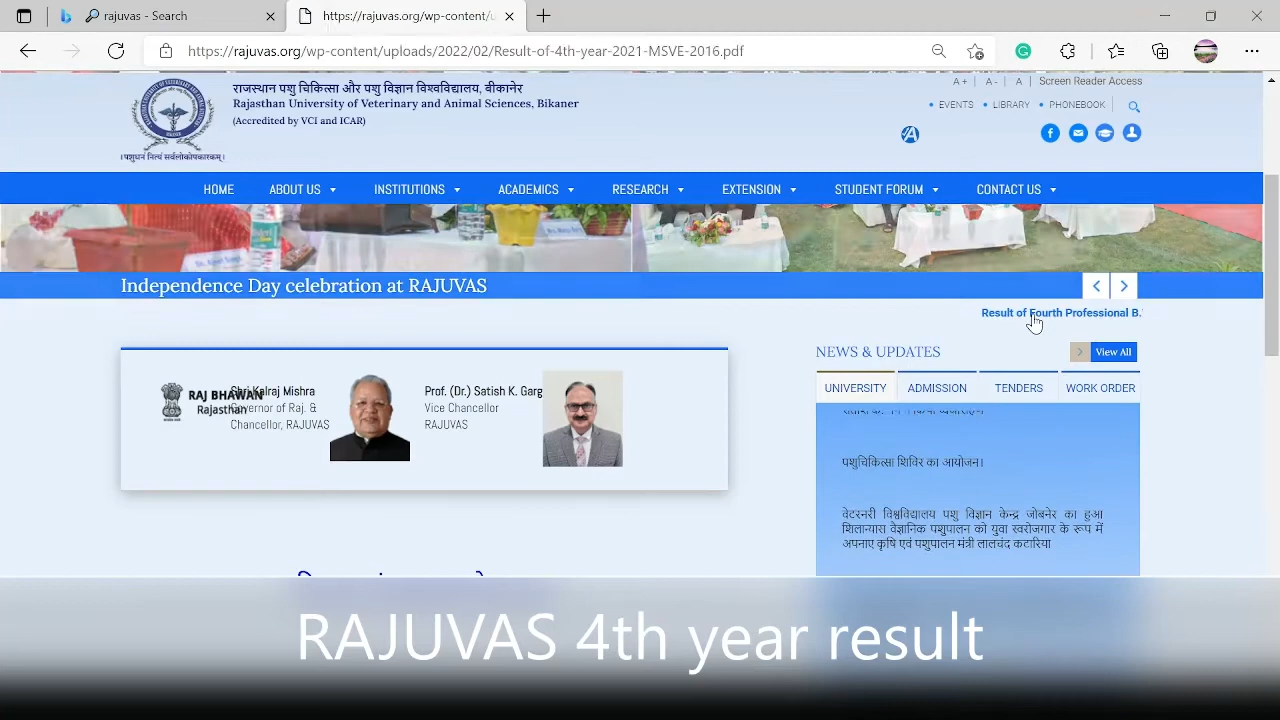 rajuvas - Search
https://rajuvas.org/wp-content/u
https://rajuvas.org/wp-content/uploads/2022/02/Result-of-4th-year-2021-MSVE-2016.pdf
राजस्थान पशु चिकित्सा और पशु विज्ञान विश्वविद्यालय, बीकानेर
Rajasthan University of Veterinary and Animal Sciences, Bikaner
(Accredited by VCI and ICAR)
।पशुधनं नित्यं सर्वलोकोपकारकम्।
A + | A - | A | Screen Reader Access
• EVENTS • LIBRARY • PHONEBOOK
HOME ABOUT US INSTITUTIONS ACADEMICS RESEARCH EXTENSION STUDENT FORUM CONTACT US
Independence Day celebration at RAJUVAS
Result of Fourth Professional B.
NEWS & UPDATES
View All
UNIVERSITY ADMISSION TENDERS WORK ORDER
RAJ BHAWAN
Rajasthan
Shri Kalraj Mishra
Governor of Raj. &
Chancellor, RAJUVAS
Prof. (Dr.) Satish K. Garg
Vice Chancellor
RAJUVAS
पशुचिकित्सा शिविर का आयोजन।
वेटरनरी विश्वविद्यालय पशु विज्ञान केन्द्र जोबनेर का हुआ
शिलान्यास वैज्ञानिक पशुपालन को युवा स्वरोजगार के रूप में
अपनाए कृषि एवं पशुपालन मंत्री लालचंद कटारिया
RAJUVAS 4th year result